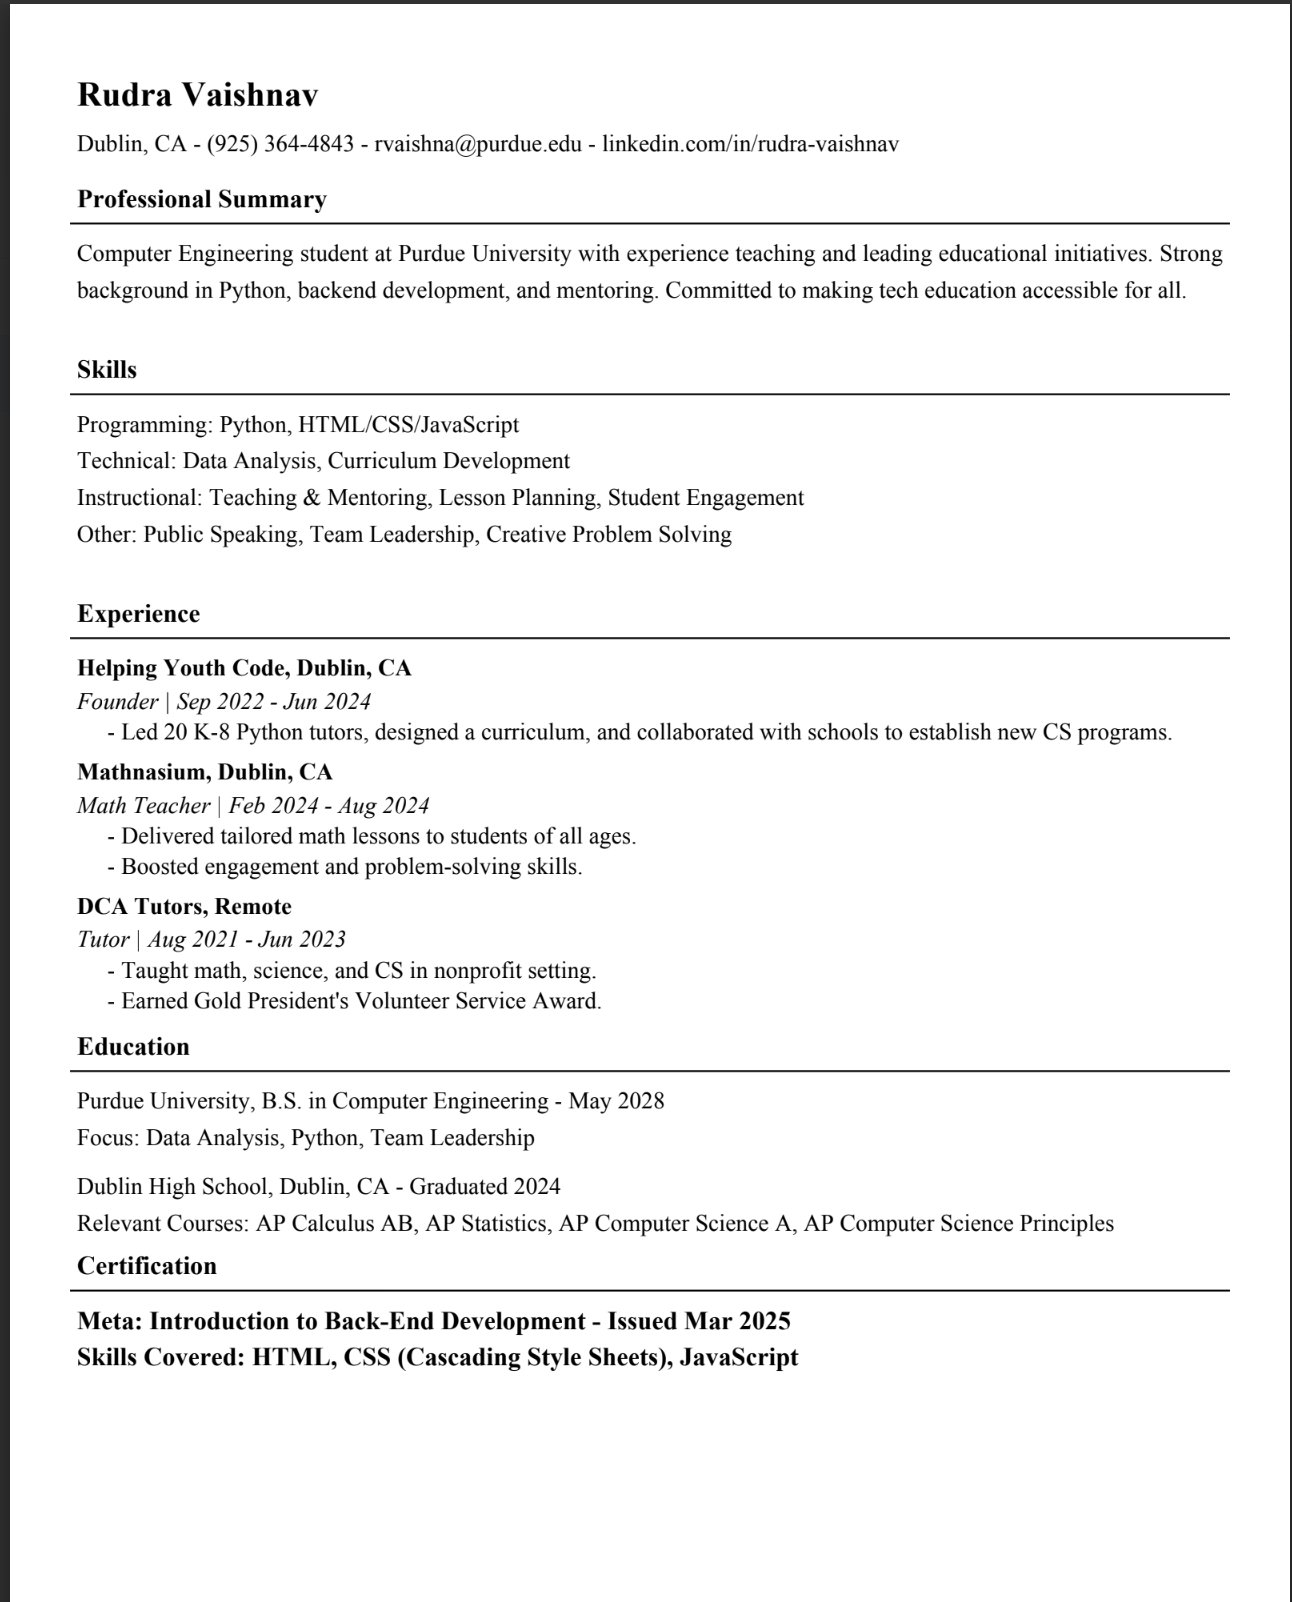 Rudra Vaishnav
Dublin, CA - (925) 364-4843 - rvaishna@purdue.edu - linkedin.com/in/rudra-vaishnav
Professional Summary
Computer Engineering student at Purdue University with experience teaching and leading educational initiatives. Strong
background in Python, backend development, and mentoring. Committed to making tech education accessible for all.
Skills
Programming: Python, HTML/CSS/JavaScript
Technical: Data Analysis, Curriculum Development
Instructional: Teaching & Mentoring, Lesson Planning, Student Engagement
Other: Public Speaking, Team Leadership, Creative Problem Solving
Experience
Helping Youth Code, Dublin, CA
Founder | Sep 2022 - Jun 2024
- Led 20 K-8 Python tutors, designed a curriculum, and collaborated with schools to establish new CS programs.
Mathnasium, Dublin, CA
Math Teacher | Feb 2024 - Aug 2024
- Delivered tailored math lessons to students of all ages.
- Boosted engagement and problem-solving skills.
DCA Tutors, Remote
Tutor | Aug 2021 - Jun 2023
- Taught math, science, and CS in nonprofit setting.
- Earned Gold President's Volunteer Service Award.
Education
Purdue University, B.S. in Computer Engineering - May 2028
Focus: Data Analysis, Python, Team Leadership
Dublin High School, Dublin, CA - Graduated 2024
Relevant Courses: AP Calculus AB, AP Statistics, AP Computer Science A, AP Computer Science Principles
Certification
Meta: Introduction to Back-End Development - Issued Mar 2025
Skills Covered: HTML, CSS (Cascading Style Sheets), JavaScript